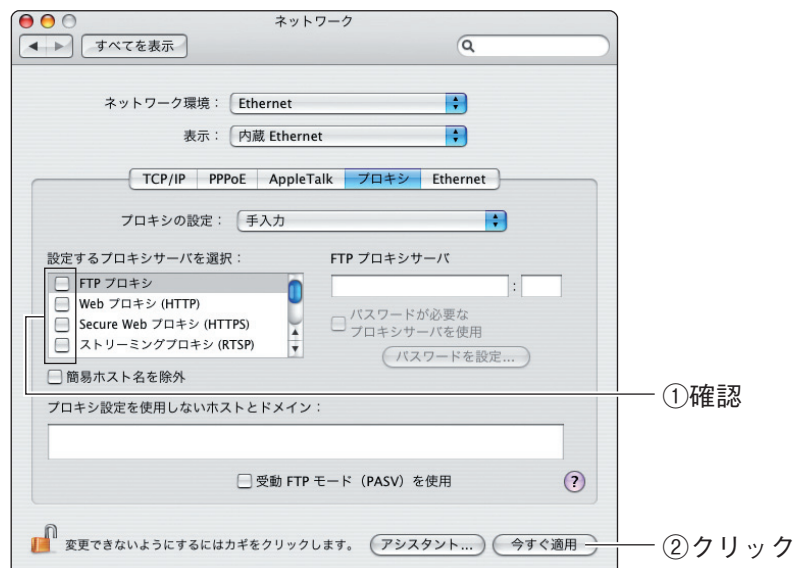 ネットワーク
すべてを表示
ネットワーク環境： Ethernet
表示： 内蔵 Ethernet
TCP/IP PPPoE AppleTalk プロキシ Ethernet
プロキシの設定： 手入力
設定するプロキシサーバを選択：
FTP プロキシ
Web プロキシ (HTTP)
Secure Web プロキシ (HTTPS)
ストリーミングプロキシ (RTSP)
FTP プロキシサーバ
:
パスワードが必要な
プロキシサーバを使用
パスワードを設定...
簡易ホスト名を除外
①確認
プロキシ設定を使用しないホストとドメイン：
受動 FTP モード（PASV）を使用
?
変更できないようにするにはカギをクリックします。 アシスタント... 今すぐ適用
②クリック